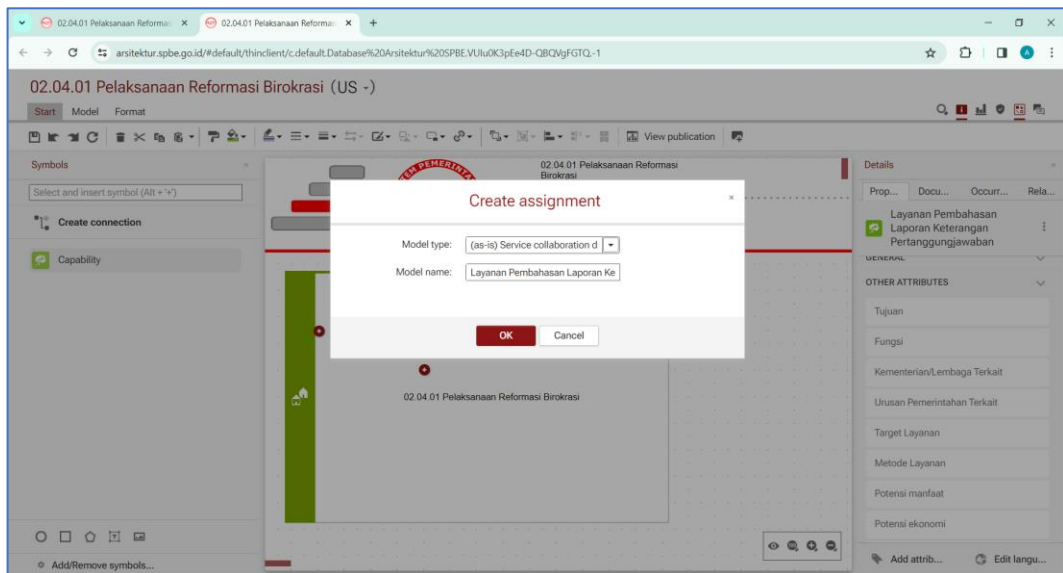 02.04.01 Pelaksanaan Reformas
02.04.01 Pelaksanaan Reformas
arsitektur.spbe.go.id/#default/thinclient/c.default.Database%20Arsitektur%20SPBE.VUIu0K3pEe4D-QBQVgFGTQ.-1
A
02.04.01 Pelaksanaan Reformasi Birokrasi (US -)
Start Model Format
View publication
Symbols
Select and insert symbol (Alt + '+')
Create connection
Capability
Add/Remove symbols...
PEMERINTA
02.04.01 Pelaksanaan Reformasi
Birokrasi
Create assignment
Model type: (as-is) Service collaboration d
Model name: Layanan Pembahasan Laporan Ke
OK Cancel
02.04.01 Pelaksanaan Reformasi Birokrasi
Details
Prop... Docu... Occurr... Rela...
Layanan Pembahasan
Laporan Keterangan
Pertanggungjawaban
GENERAL
OTHER ATTRIBUTES
Tujuan
Fungsi
Kementerian/Lembaga Terkait
Urusan Pemerintahan Terkait
Target Layanan
Metode Layanan
Potensi manfaat
Potensi ekonomi
Add attrib... Edit langu...